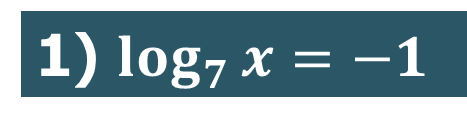 1) log₇ x = −1